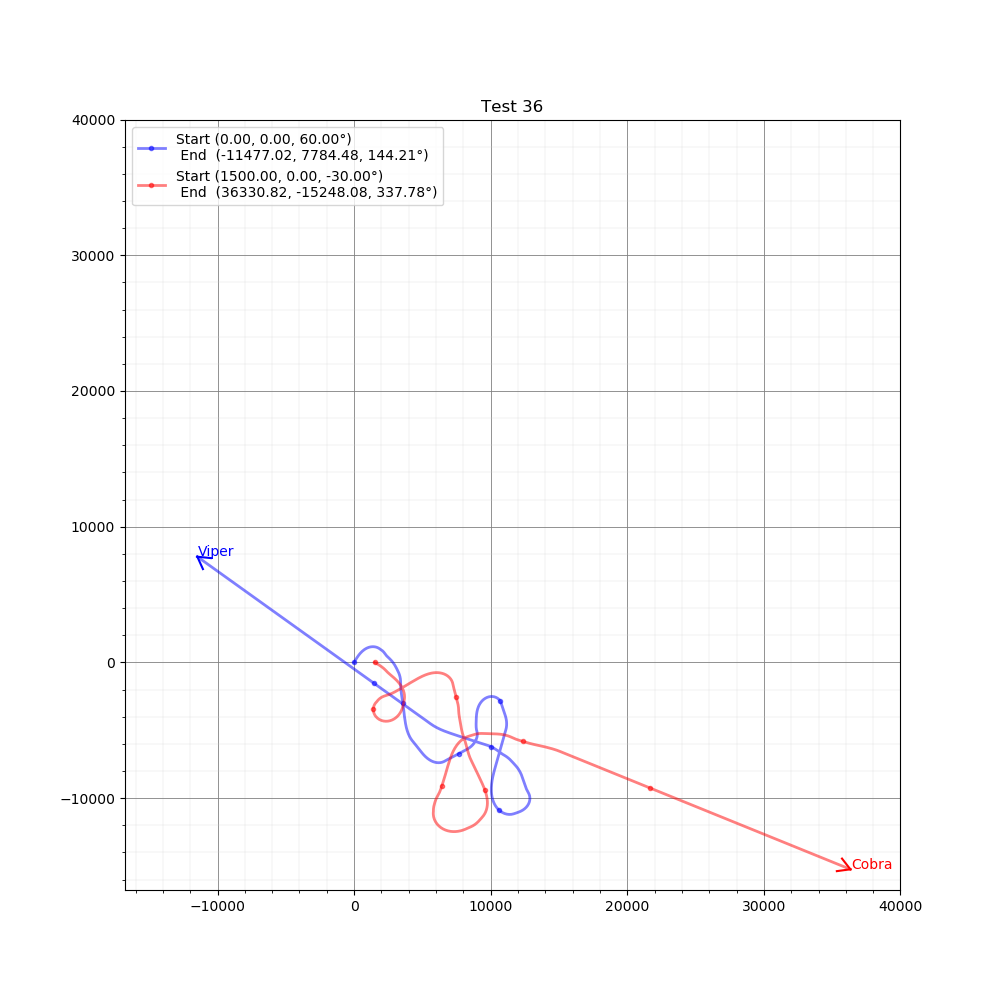 Test 36
40000
Start (0.00, 0.00, 60.00°)
End  (-11477.02, 7784.48, 144.21°)
Start (1500.00, 0.00, -30.00°)
End  (36330.82, -15248.08, 337.78°)
30000
20000
10000
Viper
0
−10000
Cobra
−10000 0 10000 20000 30000 40000